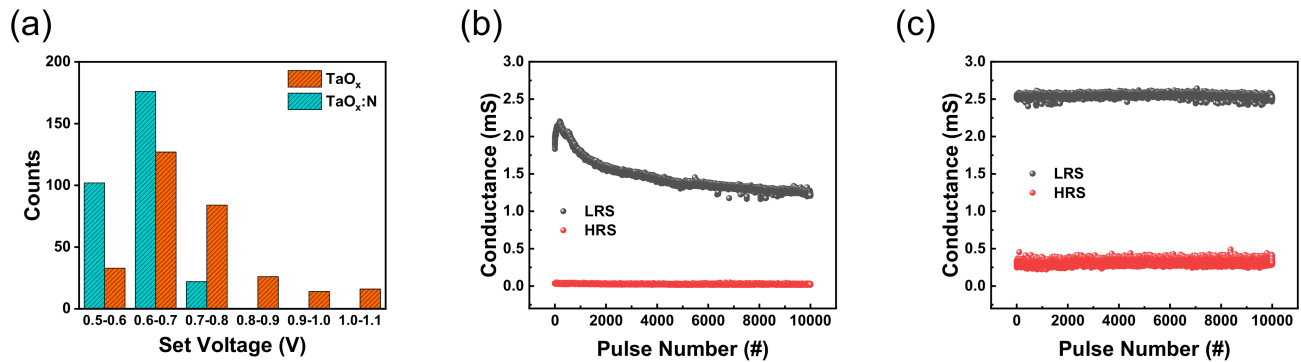 (a)
200
150
100
50
0
Counts
TaOₓ
TaOₓ:N
0.5-0.6 0.6-0.7 0.7-0.8 0.8-0.9 0.9-1.0 1.0-1.1
Set Voltage (V)
(b)
3.0
2.5
2.0
1.5
1.0
0.5
0.0
Conductance (mS)
LRS
HRS
0 2000 4000 6000 8000 10000
Pulse Number (#)
(c)
3.0
2.5
2.0
1.5
1.0
0.5
0.0
Conductance (mS)
LRS
HRS
0 2000 4000 6000 8000 10000
Pulse Number (#)